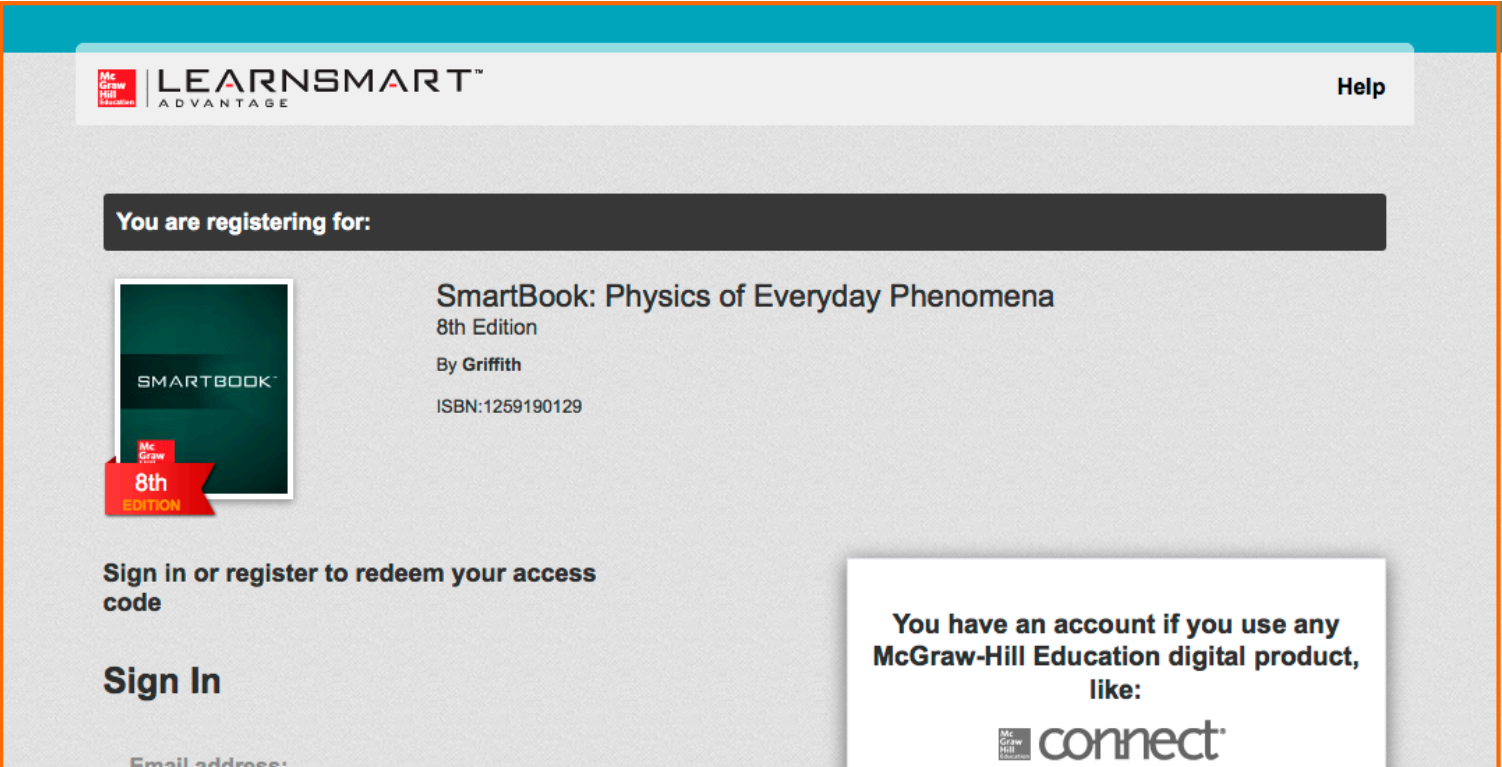 Mc Graw Hill Education
LEARNSMART™
ADVANTAGE
Help
You are registering for:
SMARTBOOK™
Mc Graw
8th
EDITION
SmartBook: Physics of Everyday Phenomena
8th Edition
By Griffith
ISBN:1259190129
Sign in or register to redeem your access
code
Sign In
Email address:
You have an account if you use any
McGraw-Hill Education digital product,
like:
Mc Graw Hill Education
connect